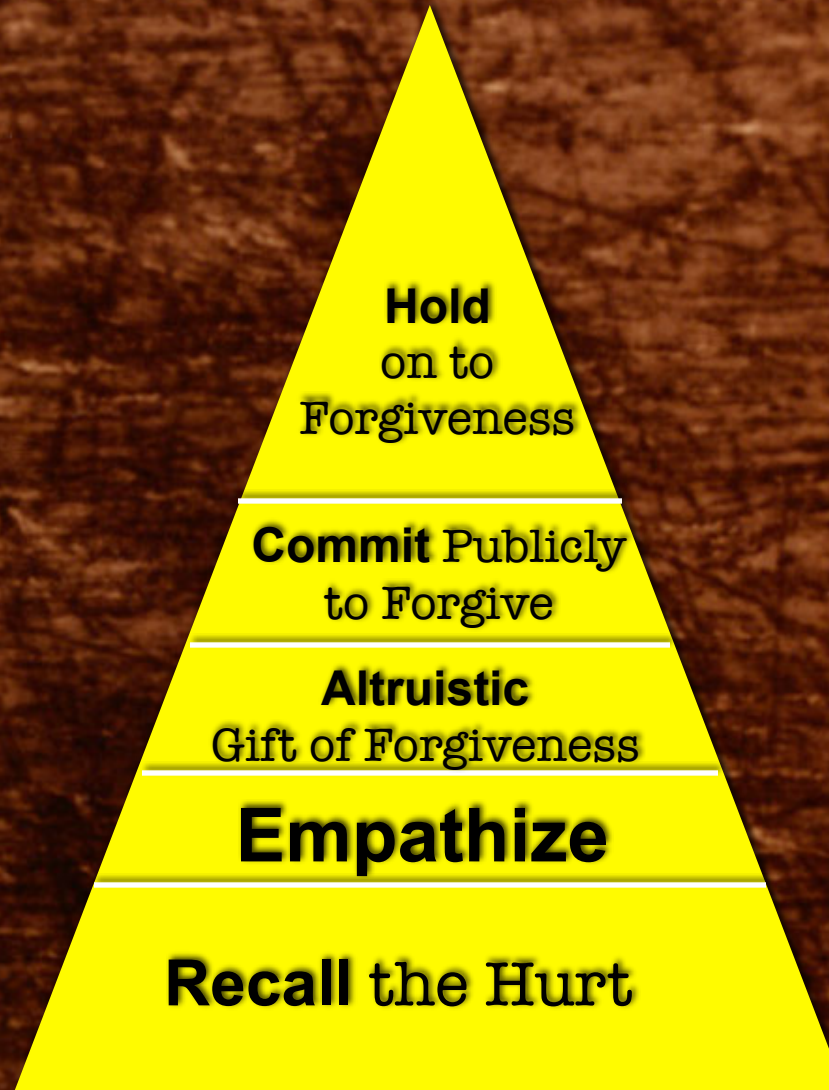 Hold
on to
Forgiveness
Commit Publicly
to Forgive
Altruistic
Gift of Forgiveness
Empathize
Recall the Hurt